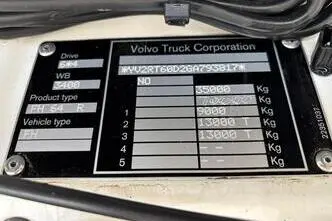 Volvo Truck Corporation
Drive
6*4
WB
3400
Product type
FH 64 R
Vehicle type
FH
NO
35000 Kg
Kg
1 9000 Kg
2 13000 T Kg
3 13000 T Kg
4 -- Kg
5 -- Kg